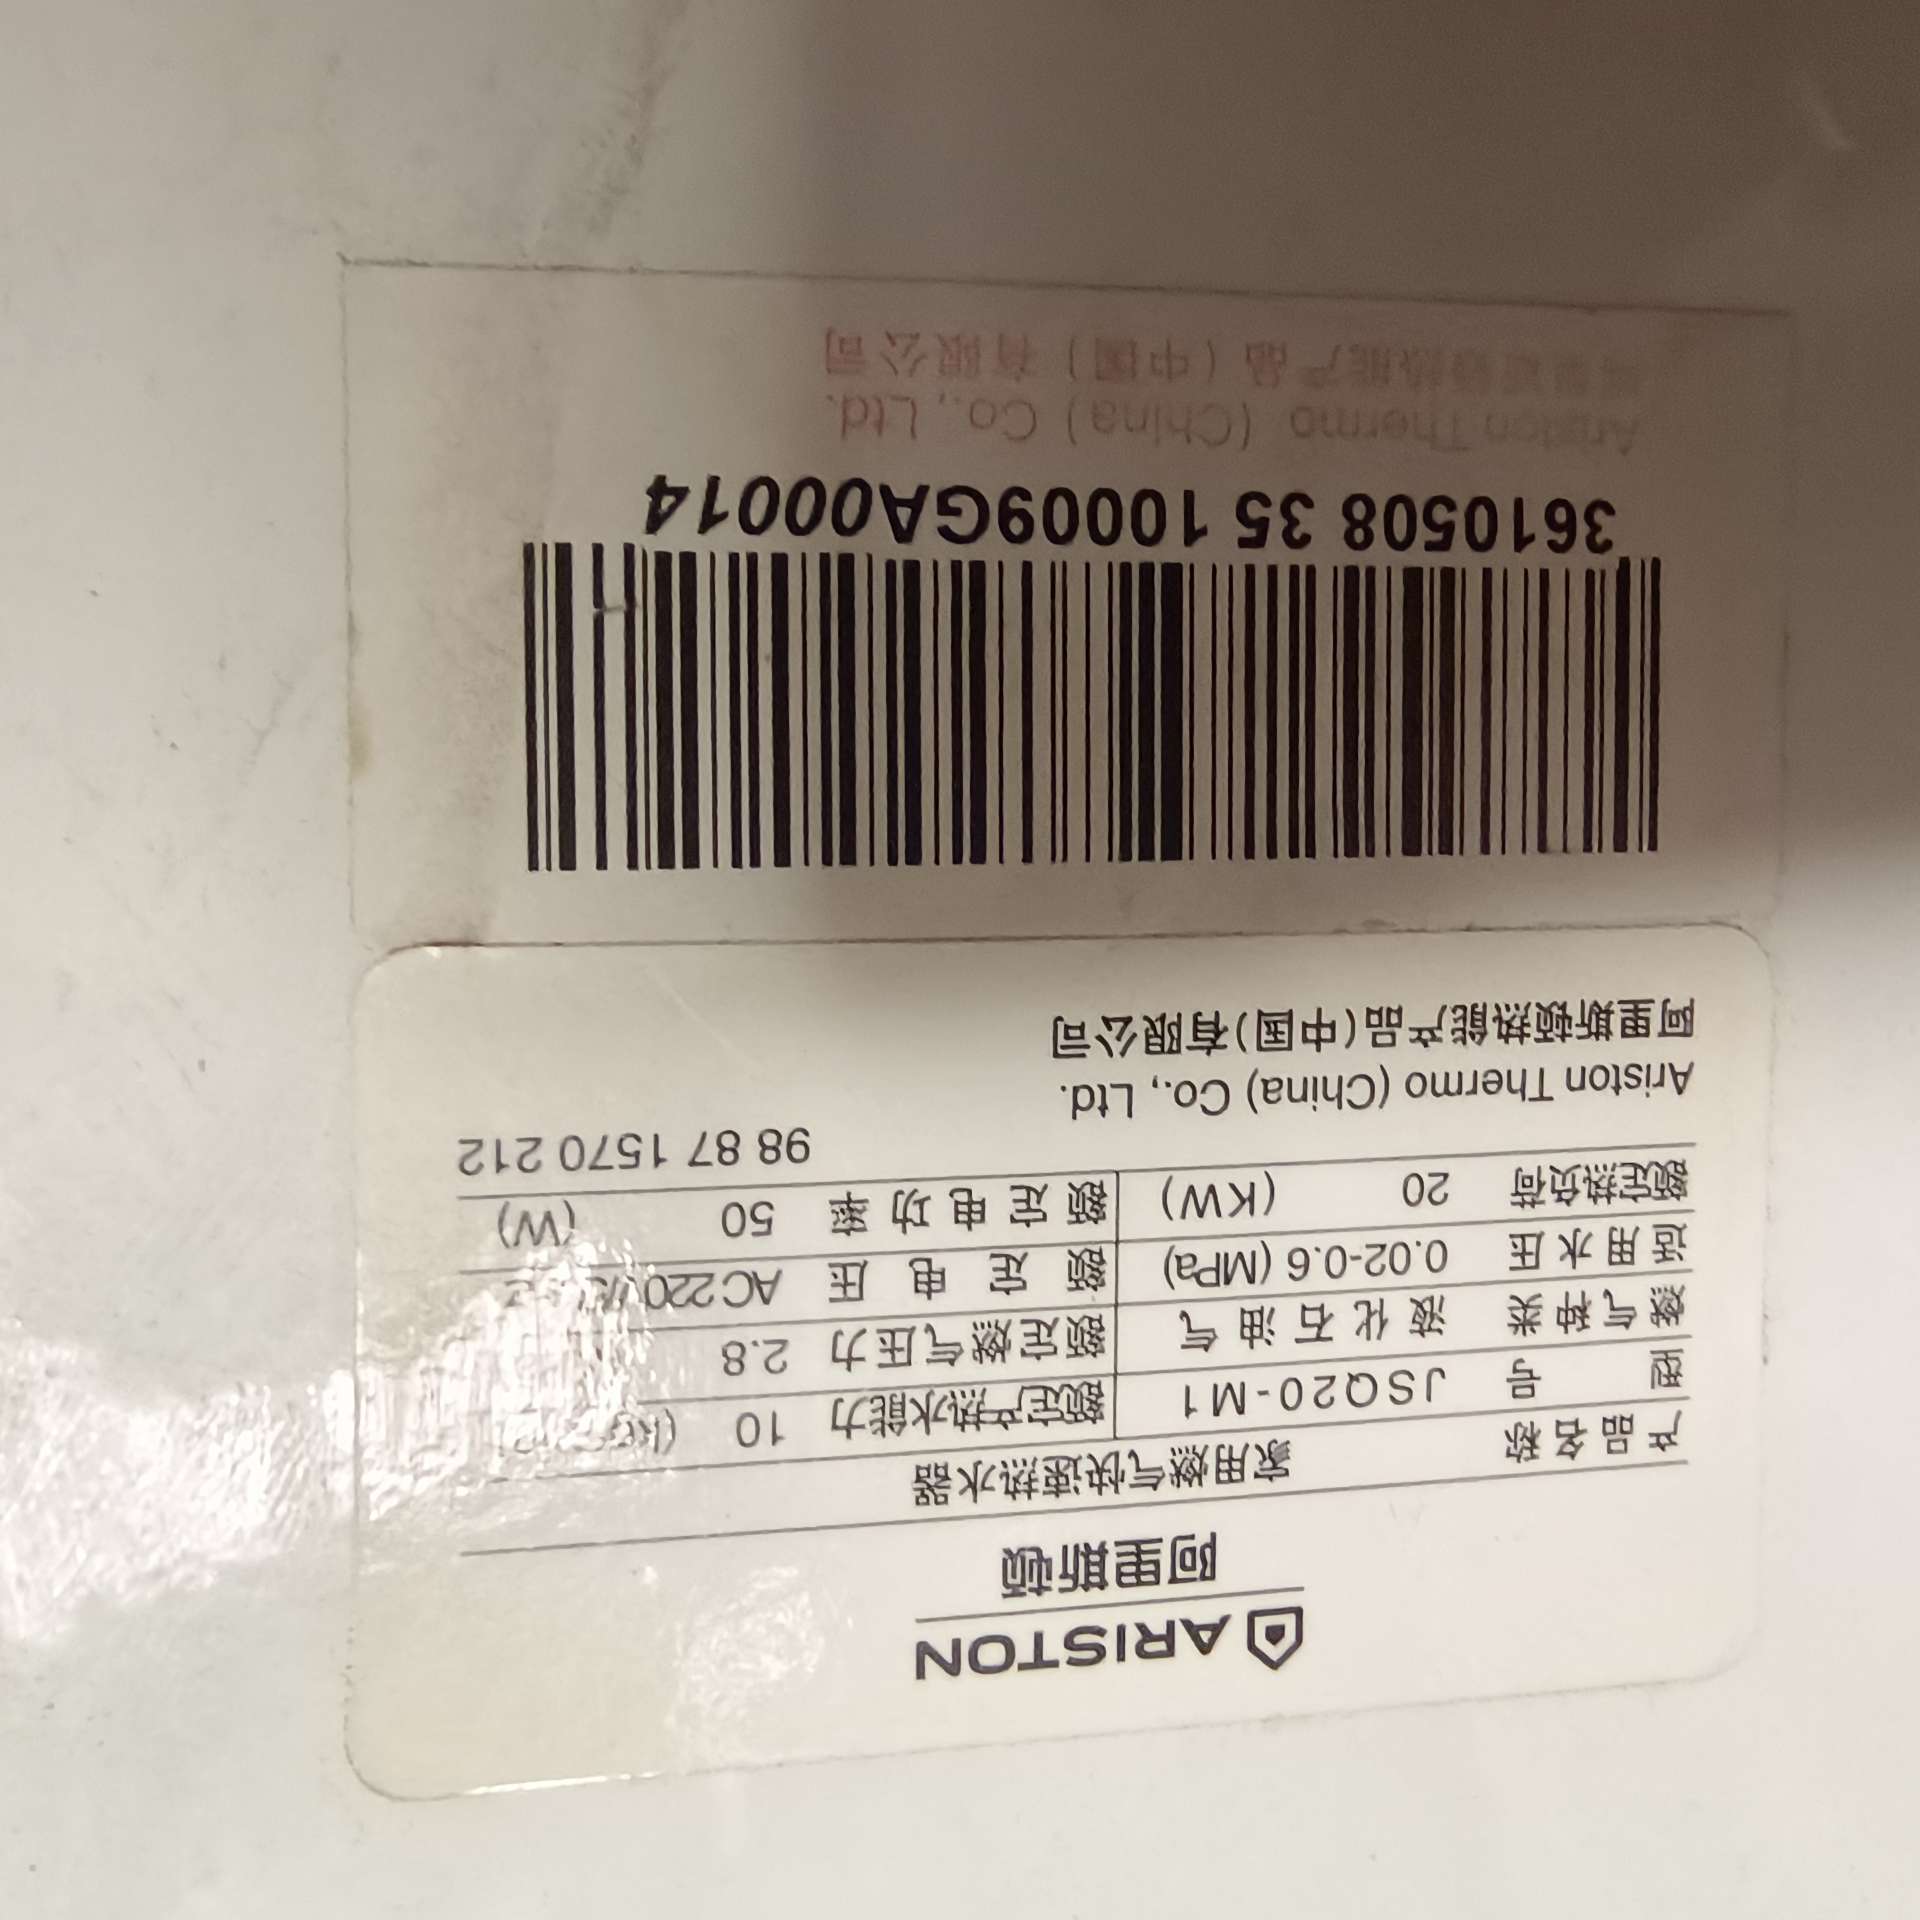 ARISTON
阿里斯顿
产品名称 家用燃气快速热水器
型号 JSQ20-M1 额定产热水能力 10
燃气种类 液化石油气 额定燃气压力 2.8
适用水压 0.02-0.6 (MPa) 额定电压 AC220
额定热负荷 20 (KW) 额定电功率 50 (W)
98 87 1570 212
Ariston Thermo (China) Co., Ltd.
阿里斯顿热能产品(中国)有限公司
3610508 35 10009GA00014
Ariston Thermo (China) Co., Ltd.
阿里斯顿热能产品(中国)有限公司